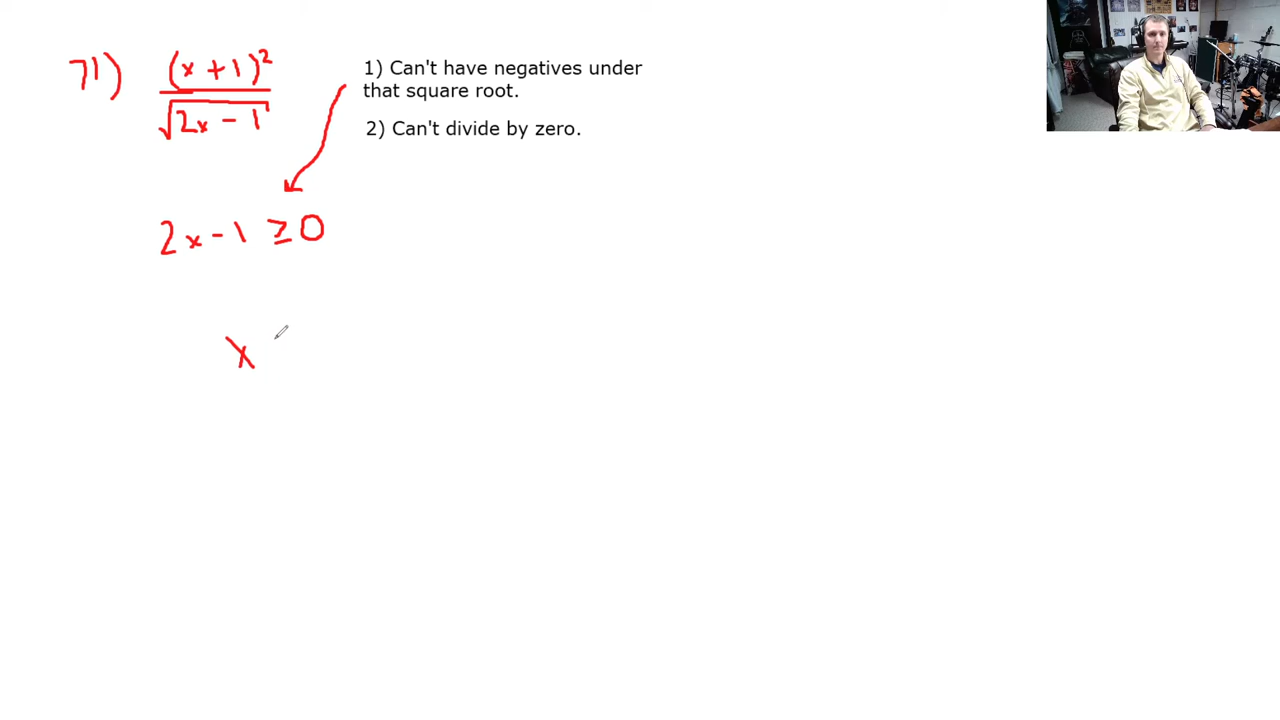 71) (x + 1)²
√2x - 1
1) Can't have negatives under
that square root.
2) Can't divide by zero.
2x - 1 ≥ 0
x